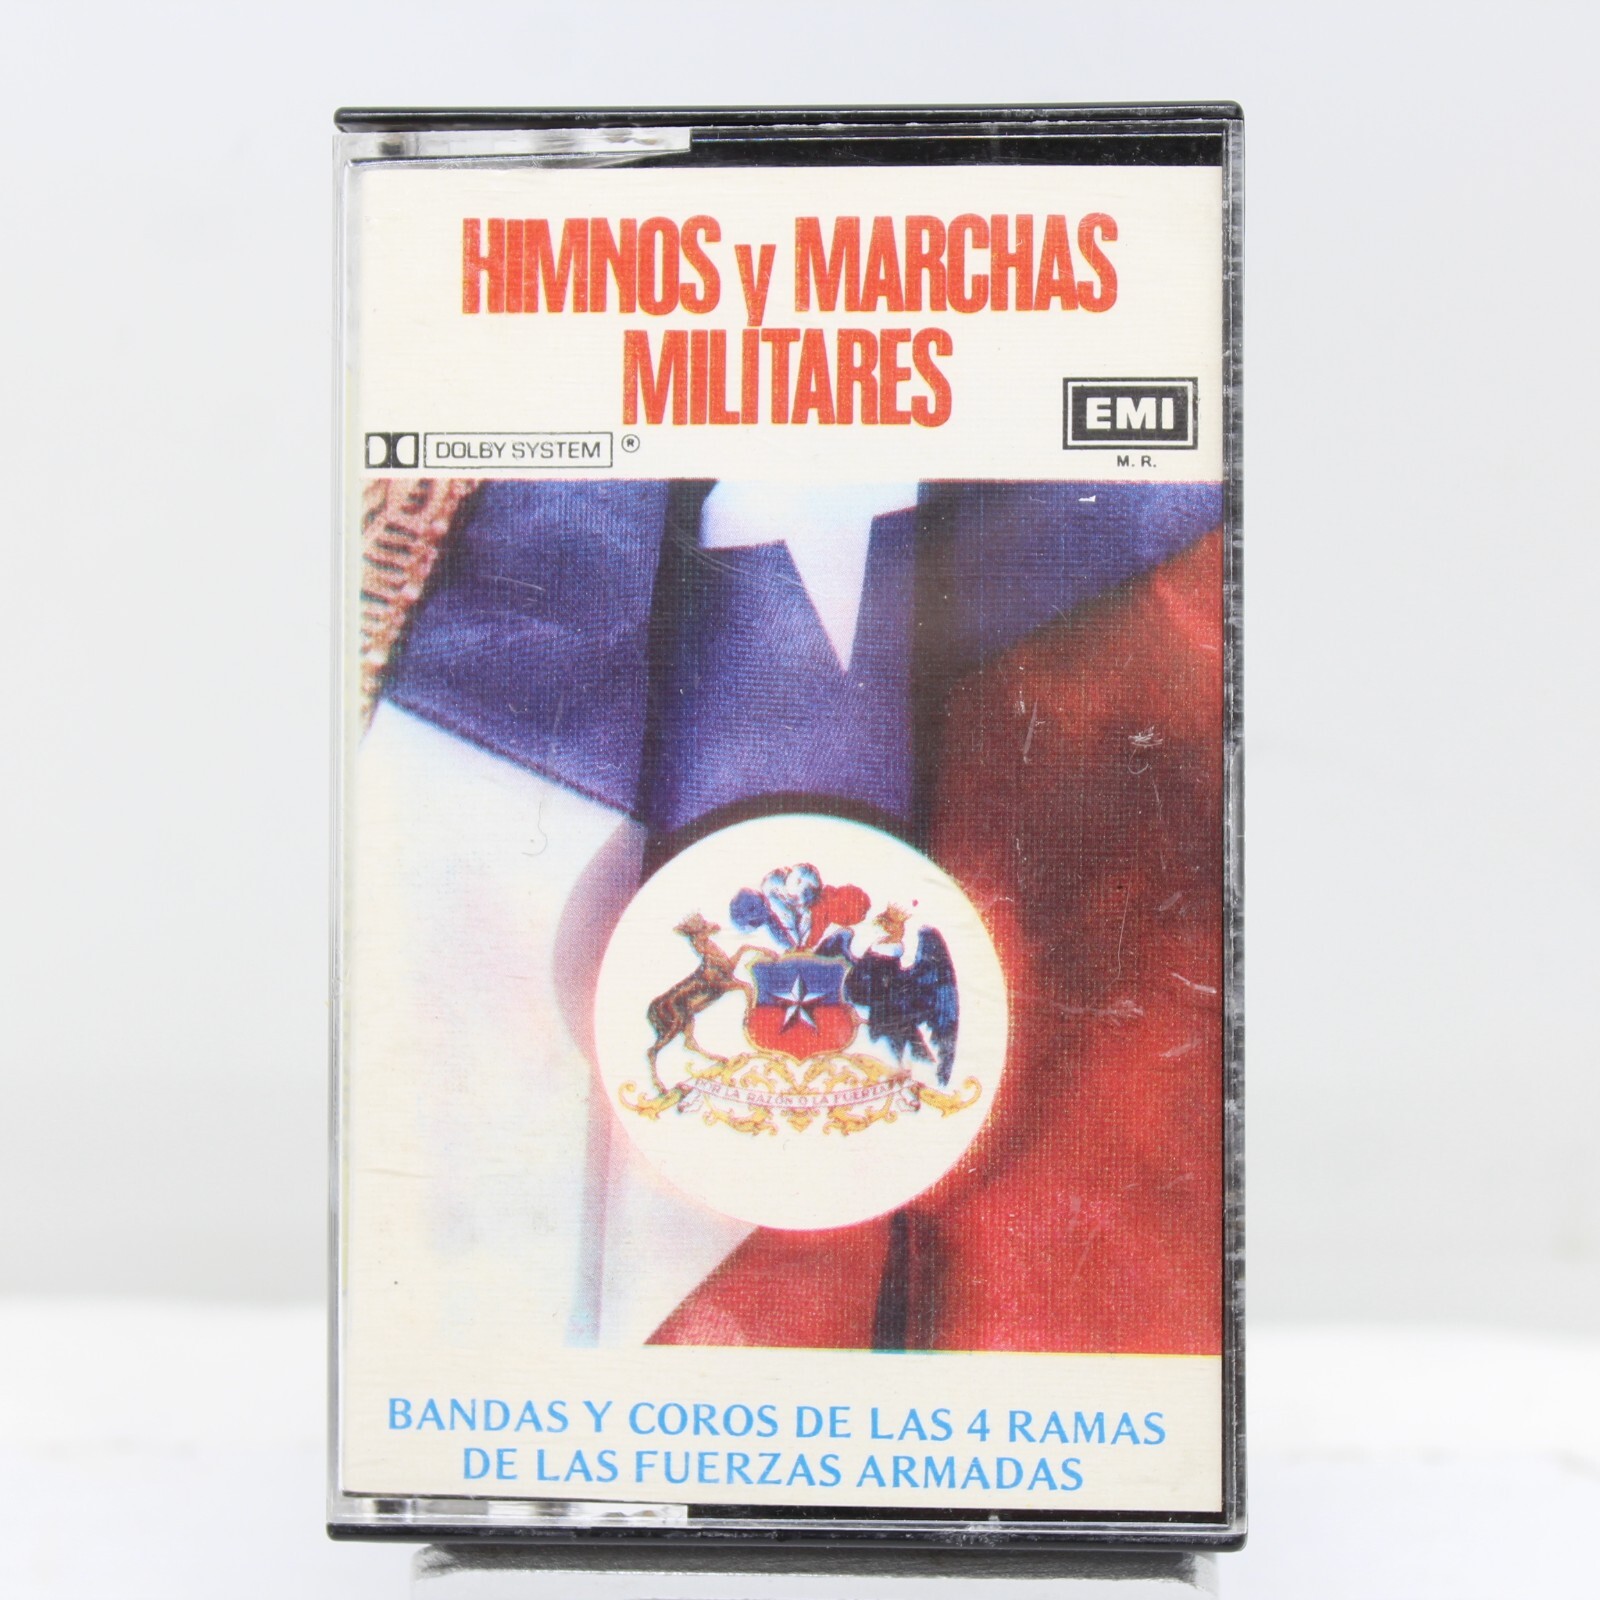 HIMNOS y MARCHAS
MILITARES
DOLBY SYSTEM ®
EMI
M. R.
POR LA RAZON O LA FUERZA
BANDAS Y COROS DE LAS 4 RAMAS
DE LAS FUERZAS ARMADAS